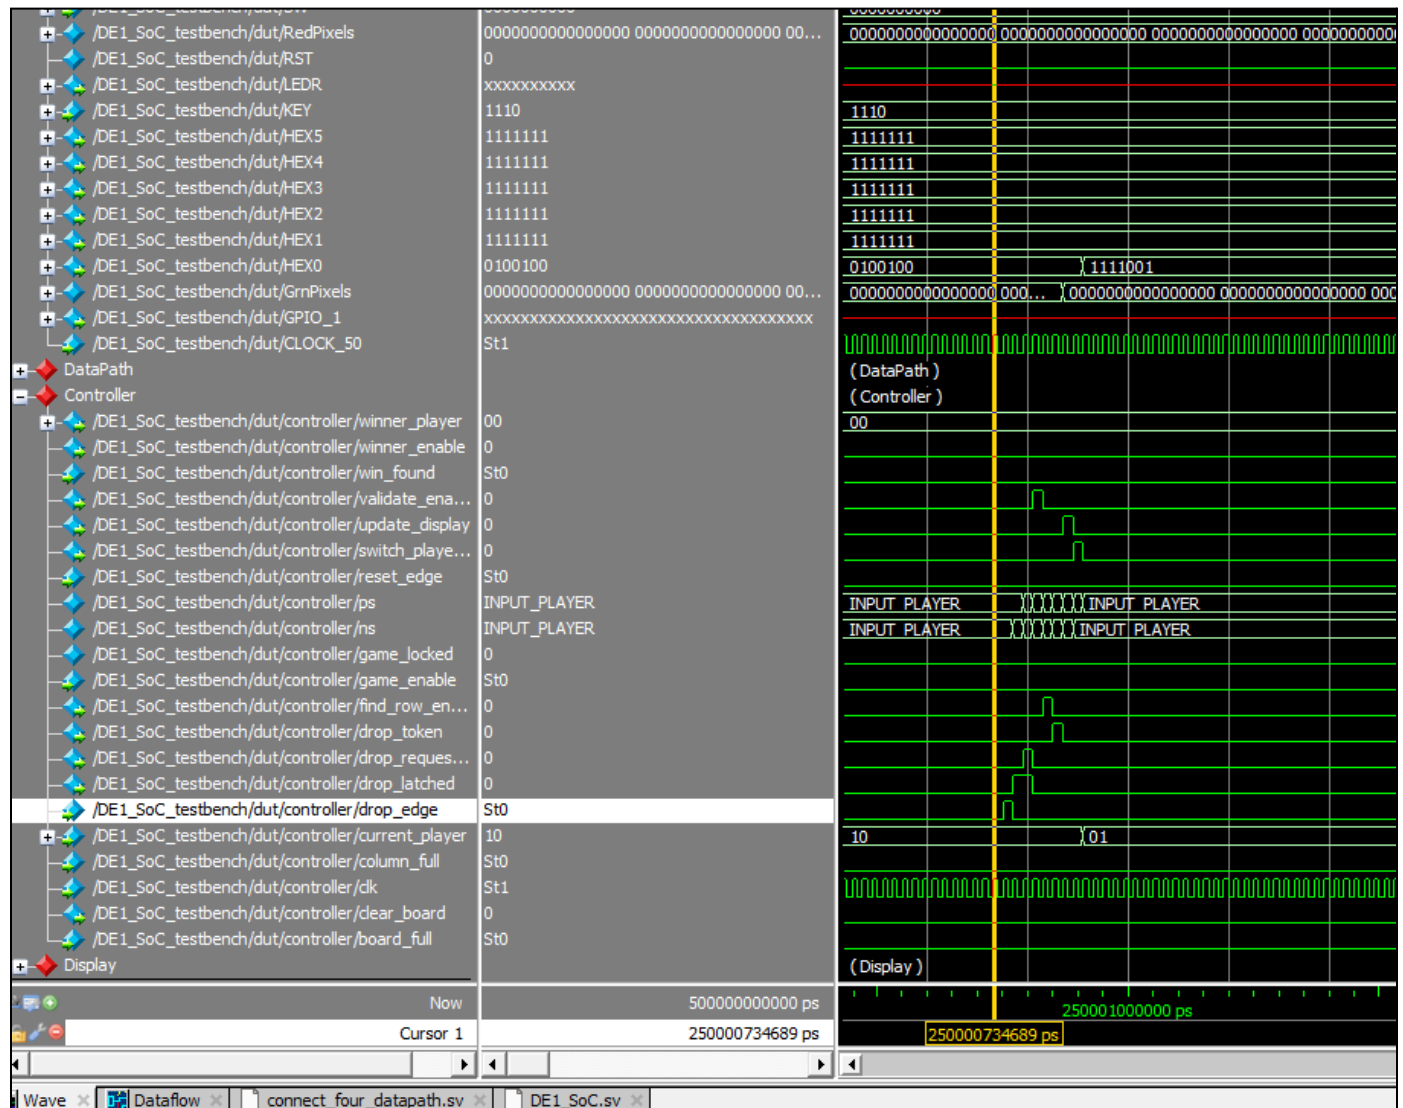 /DE1_SoC_testbench/dut/SW 0000000000 0000000000
/DE1_SoC_testbench/dut/RedPixels 0000000000000000 0000000000000000 00... 0000000000000000 0000000000000000 0000000000000000 00000000000
/DE1_SoC_testbench/dut/RST 0
/DE1_SoC_testbench/dut/LEDR xxxxxxxxxx
/DE1_SoC_testbench/dut/KEY 1110 1110
/DE1_SoC_testbench/dut/HEX5 1111111 1111111
/DE1_SoC_testbench/dut/HEX4 1111111 1111111
/DE1_SoC_testbench/dut/HEX3 1111111 1111111
/DE1_SoC_testbench/dut/HEX2 1111111 1111111
/DE1_SoC_testbench/dut/HEX1 1111111 1111111
/DE1_SoC_testbench/dut/HEX0 0100100 0100100 1111001
/DE1_SoC_testbench/dut/GrnPixels 0000000000000000 0000000000000000 00... 0000000000000000 000... 0000000000000000 0000000000000000 000
/DE1_SoC_testbench/dut/GPIO_1 xxxxxxxxxxxxxxxxxxxxxxxxxxxxxxxxxxxx
/DE1_SoC_testbench/dut/CLOCK_50 St1
DataPath ( DataPath )
Controller ( Controller )
/DE1_SoC_testbench/dut/controller/winner_player 00 00
/DE1_SoC_testbench/dut/controller/winner_enable 0
/DE1_SoC_testbench/dut/controller/win_found St0
/DE1_SoC_testbench/dut/controller/validate_ena... 0
/DE1_SoC_testbench/dut/controller/update_display 0
/DE1_SoC_testbench/dut/controller/switch_playe... 0
/DE1_SoC_testbench/dut/controller/reset_edge St0
/DE1_SoC_testbench/dut/controller/ps INPUT_PLAYER INPUT_PLAYER INPUT_PLAYER
/DE1_SoC_testbench/dut/controller/ns INPUT_PLAYER INPUT_PLAYER INPUT_PLAYER
/DE1_SoC_testbench/dut/controller/game_locked 0
/DE1_SoC_testbench/dut/controller/game_enable St0
/DE1_SoC_testbench/dut/controller/find_row_en... 0
/DE1_SoC_testbench/dut/controller/drop_token 0
/DE1_SoC_testbench/dut/controller/drop_reques... 0
/DE1_SoC_testbench/dut/controller/drop_latched 0
/DE1_SoC_testbench/dut/controller/drop_edge St0
/DE1_SoC_testbench/dut/controller/current_player 10 10 01
/DE1_SoC_testbench/dut/controller/column_full St0
/DE1_SoC_testbench/dut/controller/clk St1
/DE1_SoC_testbench/dut/controller/clear_board 0
/DE1_SoC_testbench/dut/controller/board_full St0
Display ( Display )
Now 500000000000 ps 250001000000 ps
Cursor 1 250000734689 ps 250000734689 ps
Wave Dataflow connect_four_datapath.sv DE1_SoC.sv